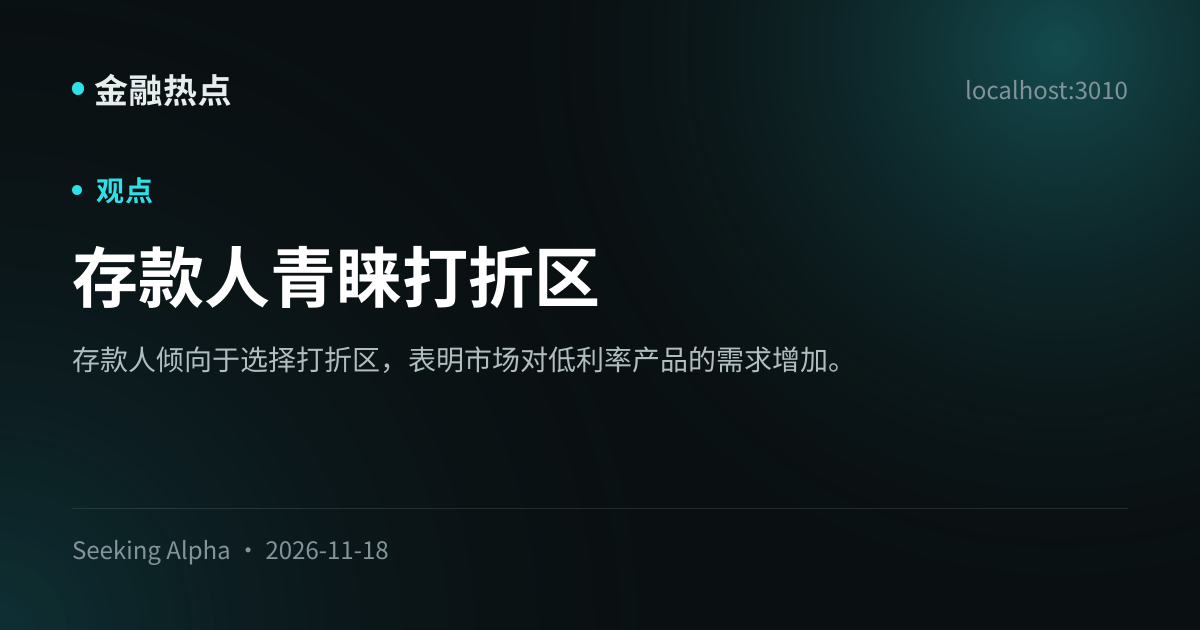 金融热点
localhost:3010
观点
存款人青睐打折区
存款人倾向于选择打折区，表明市场对低利率产品的需求增加。
Seeking Alpha · 2026-11-18